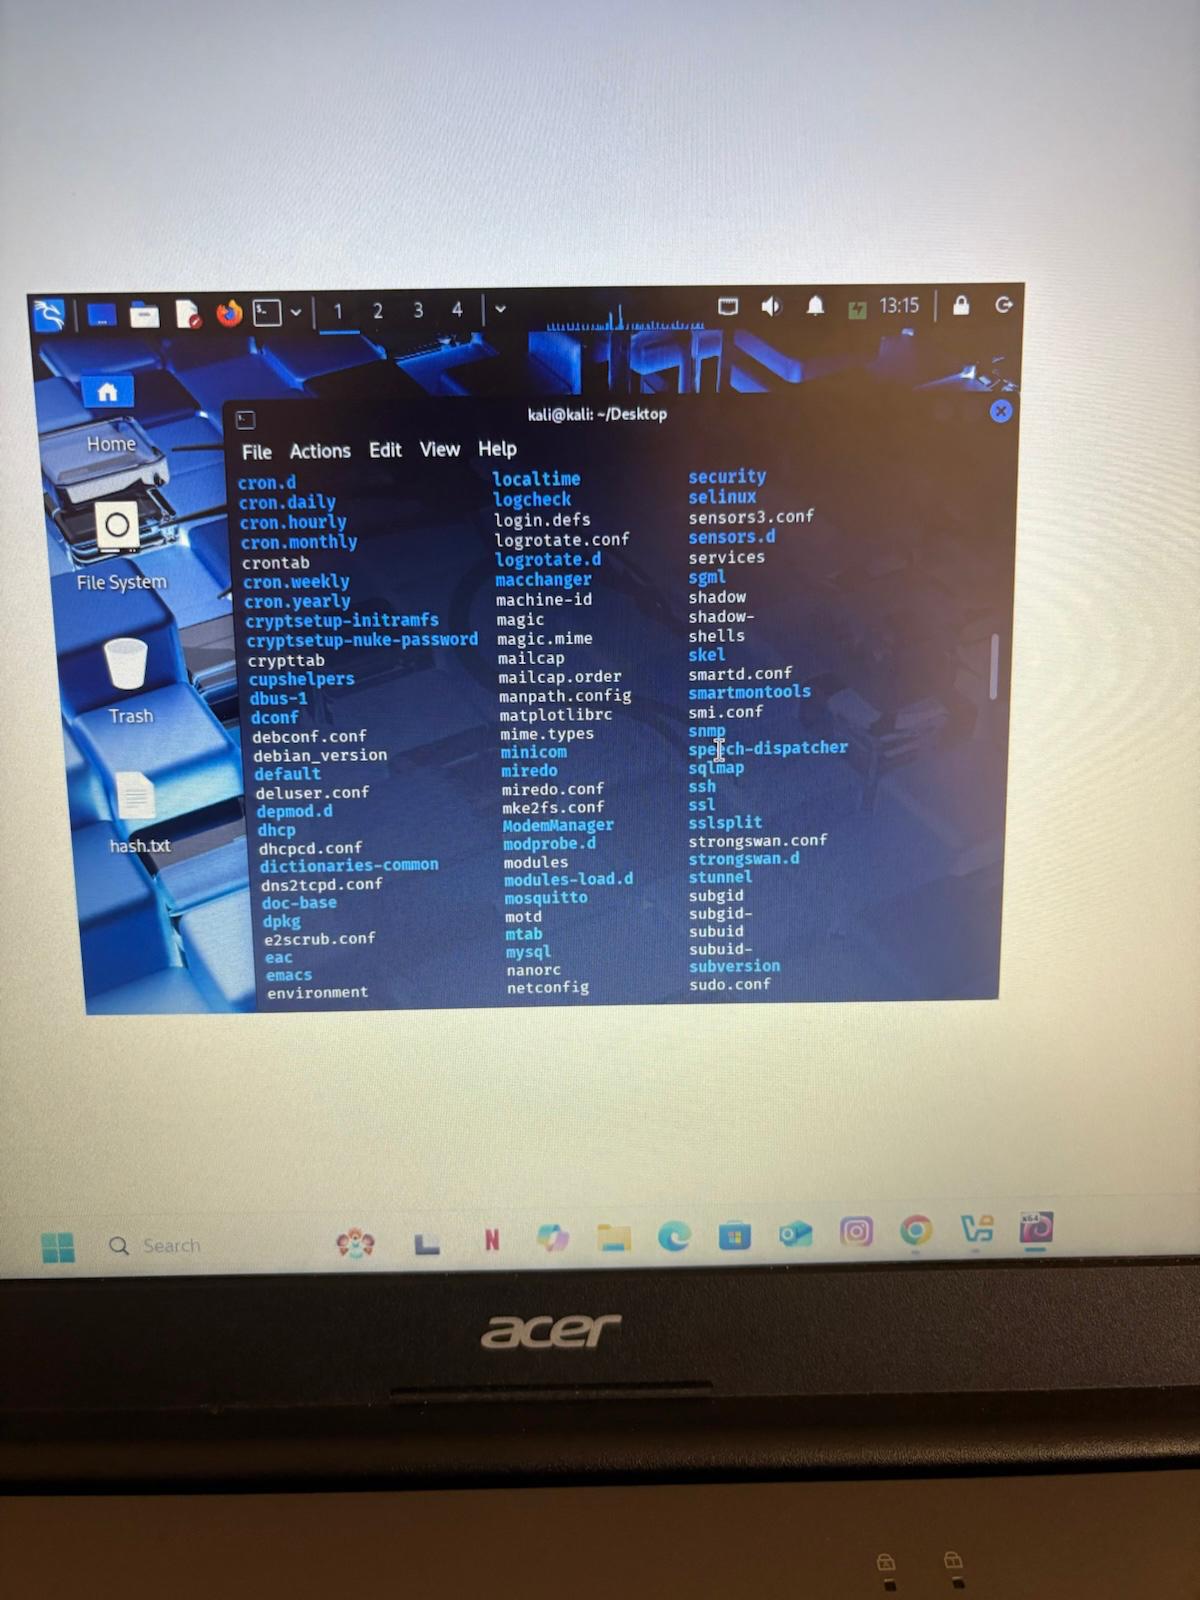 1 2 3 4
13:15
kali@kali: ~/Desktop
File Actions Edit View Help
Home
File System
Trash
hash.txt
cron.d
cron.daily
cron.hourly
cron.monthly
crontab
cron.weekly
cron.yearly
cryptsetup-initramfs
cryptsetup-nuke-password
crypttab
cupshelpers
dbus-1
dconf
debconf.conf
debian_version
default
deluser.conf
depmod.d
dhcp
dhcpcd.conf
dictionaries-common
dns2tcpd.conf
doc-base
dpkg
e2scrub.conf
eac
emacs
environment
localtime
logcheck
login.defs
logrotate.conf
logrotate.d
macchanger
machine-id
magic
magic.mime
mailcap
mailcap.order
manpath.config
matplotlibrc
mime.types
minicom
miredo
miredo.conf
mke2fs.conf
ModemManager
modprobe.d
modules
modules-load.d
mosquitto
motd
mtab
mysql
nanorc
netconfig
security
selinux
sensors3.conf
sensors.d
services
sgml
shadow
shadow-
shells
skel
smartd.conf
smartmontools
smi.conf
snmp
speech-dispatcher
sqlmap
ssh
ssl
sslsplit
strongswan.conf
strongswan.d
stunnel
subgid
subgid-
subuid
subuid-
subversion
sudo.conf
Search
N
x64
acer